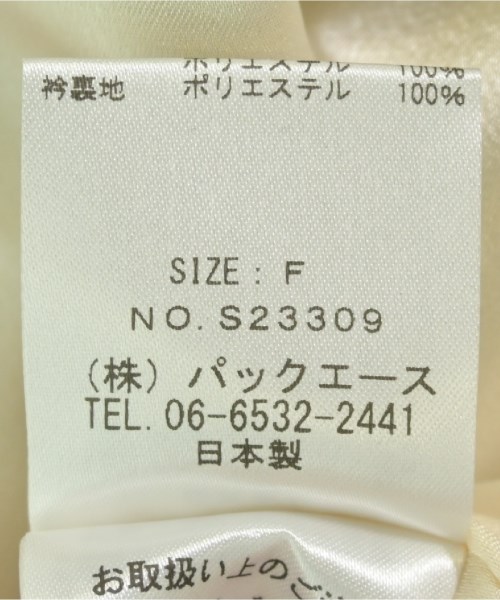 ポリエステル 100%
衿裏地 ポリエステル 100%
SIZE: F
NO. S23309
(株) パックエース
TEL. 06-6532-2441
日本製
お取扱い上のご